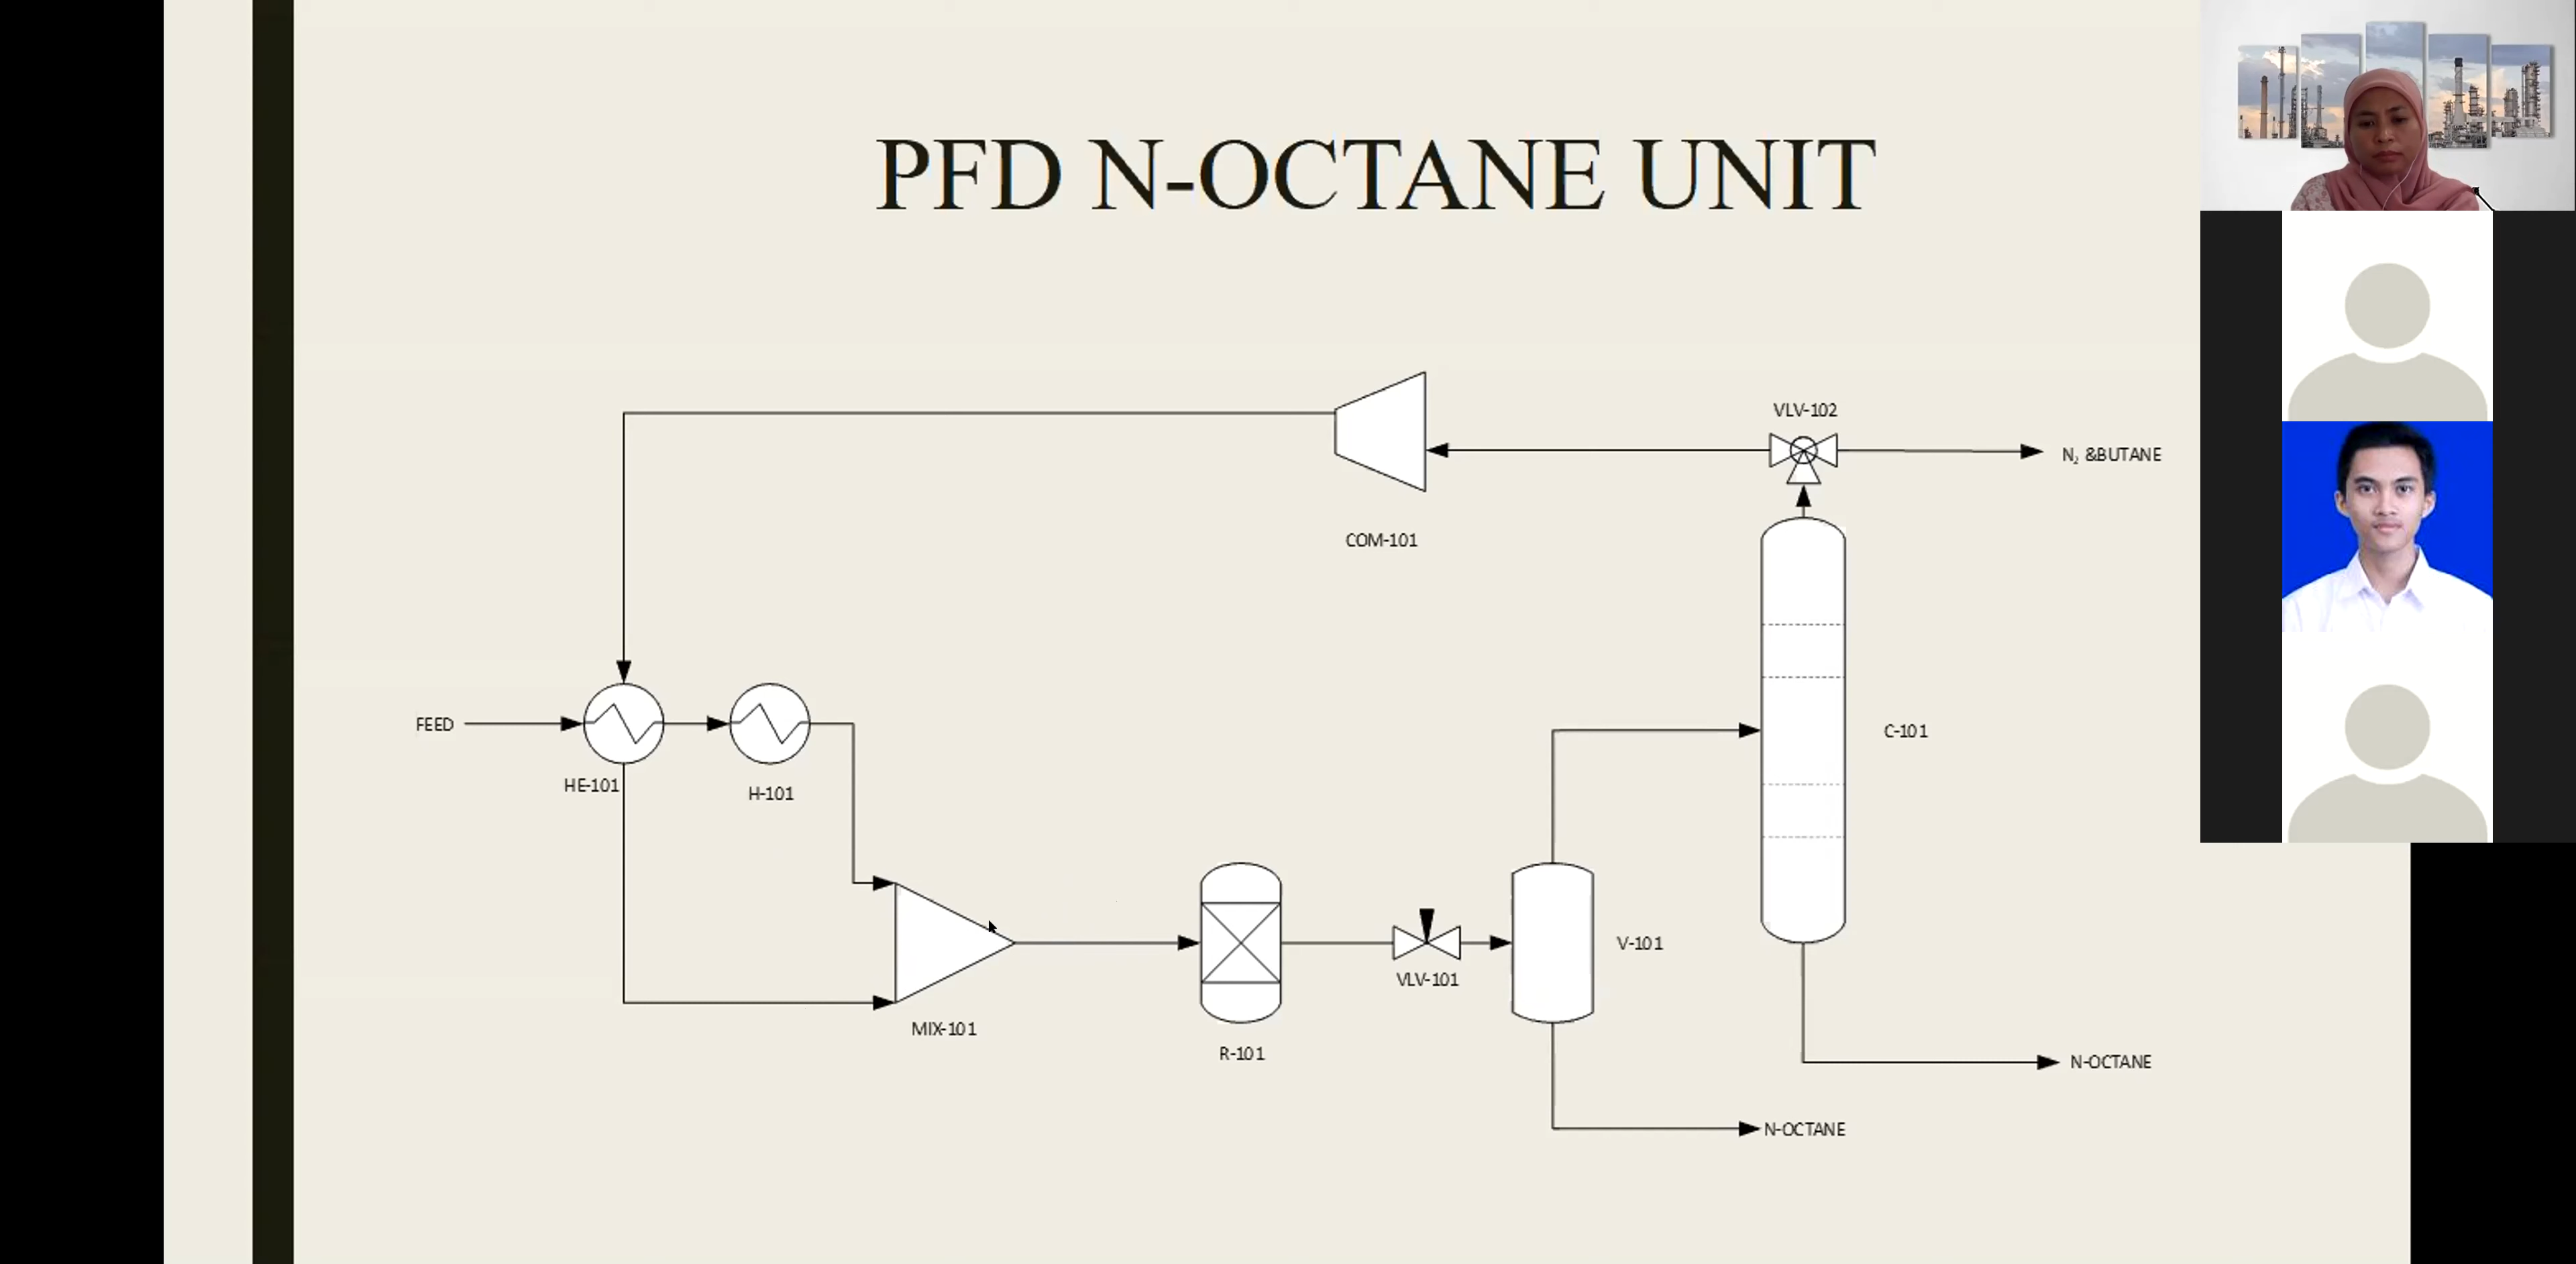 PFD N-OCTANE UNIT
VLV-102
N₂ &BUTANE
COM-101
FEED
HE-101
H-101
C-101
V-101
VLV-101
MIX-101
R-101
N-OCTANE
N-OCTANE